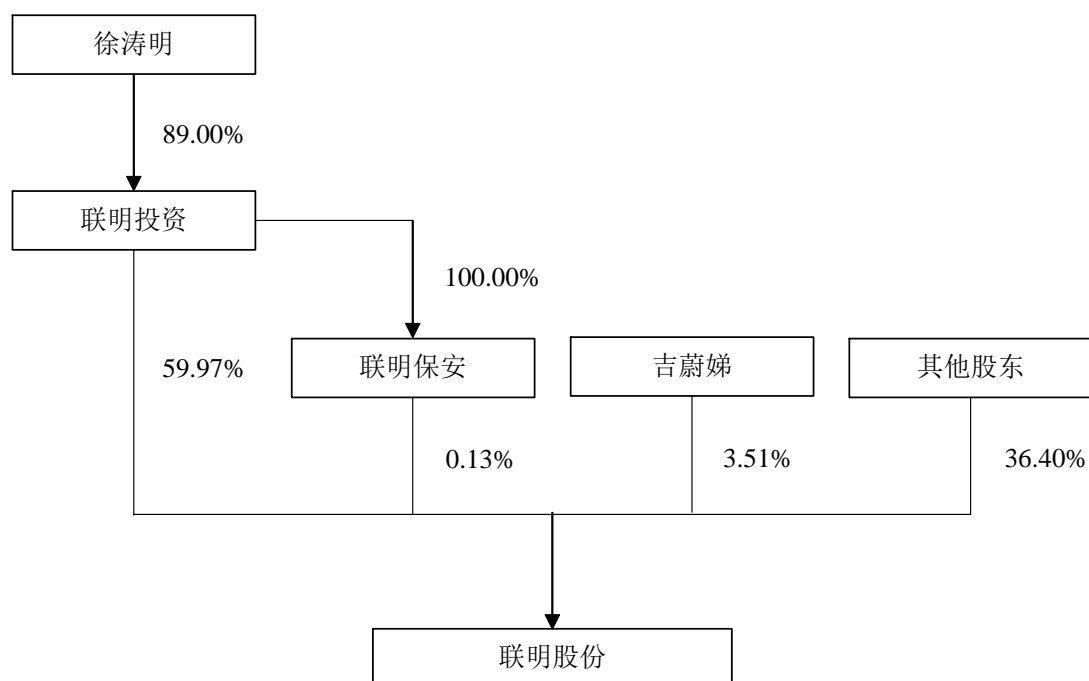 徐涛明
89.00%
联明投资
100.00%
59.97%
联明保安
吉蔚娣
其他股东
0.13%
3.51%
36.40%
联明股份